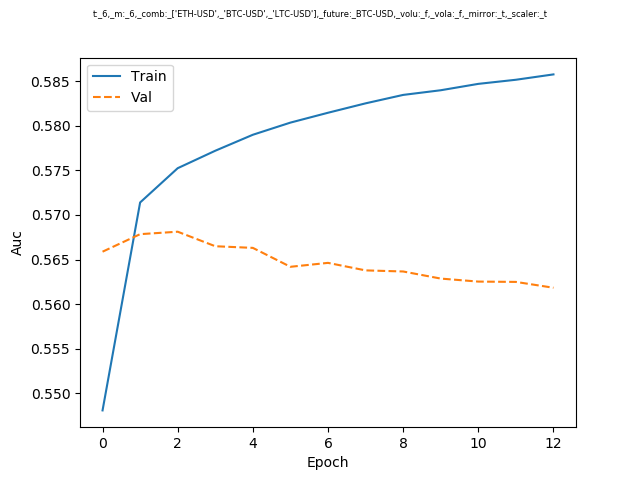 t:_6,_m:_6,_comb:_['ETH-USD',_'BTC-USD',_'LTC-USD'],_future:_BTC-USD,_volu:_f,_vola:_f,_mirror:_t,_scaler:_t
Train
Val
0.585
0.580
0.575
0.570
0.565
0.560
0.555
0.550
Auc
0 2 4 6 8 10 12
Epoch